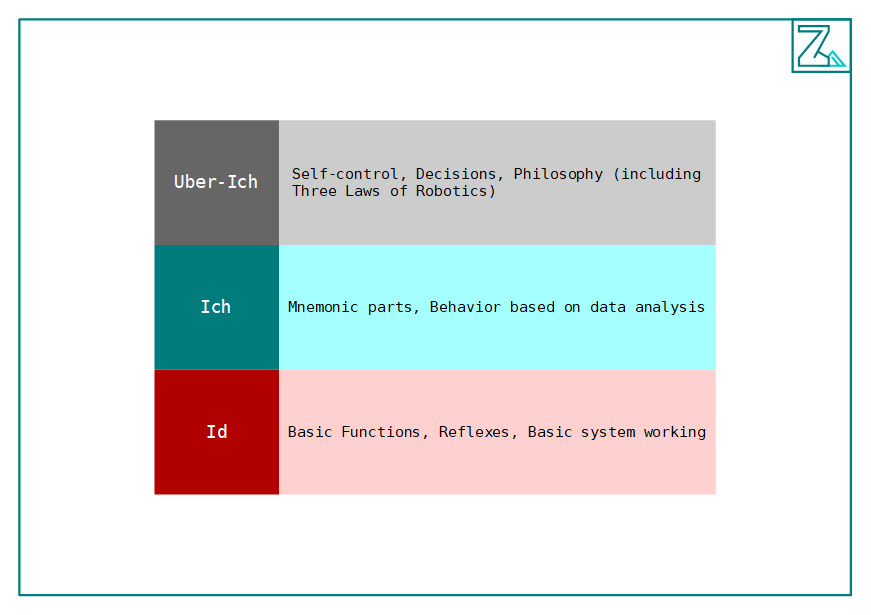 Uber-Ich
Self-control, Decisions, Philosophy (including
Three Laws of Robotics)
Ich
Mnemonic parts, Behavior based on data analysis
Id
Basic Functions, Reflexes, Basic system working